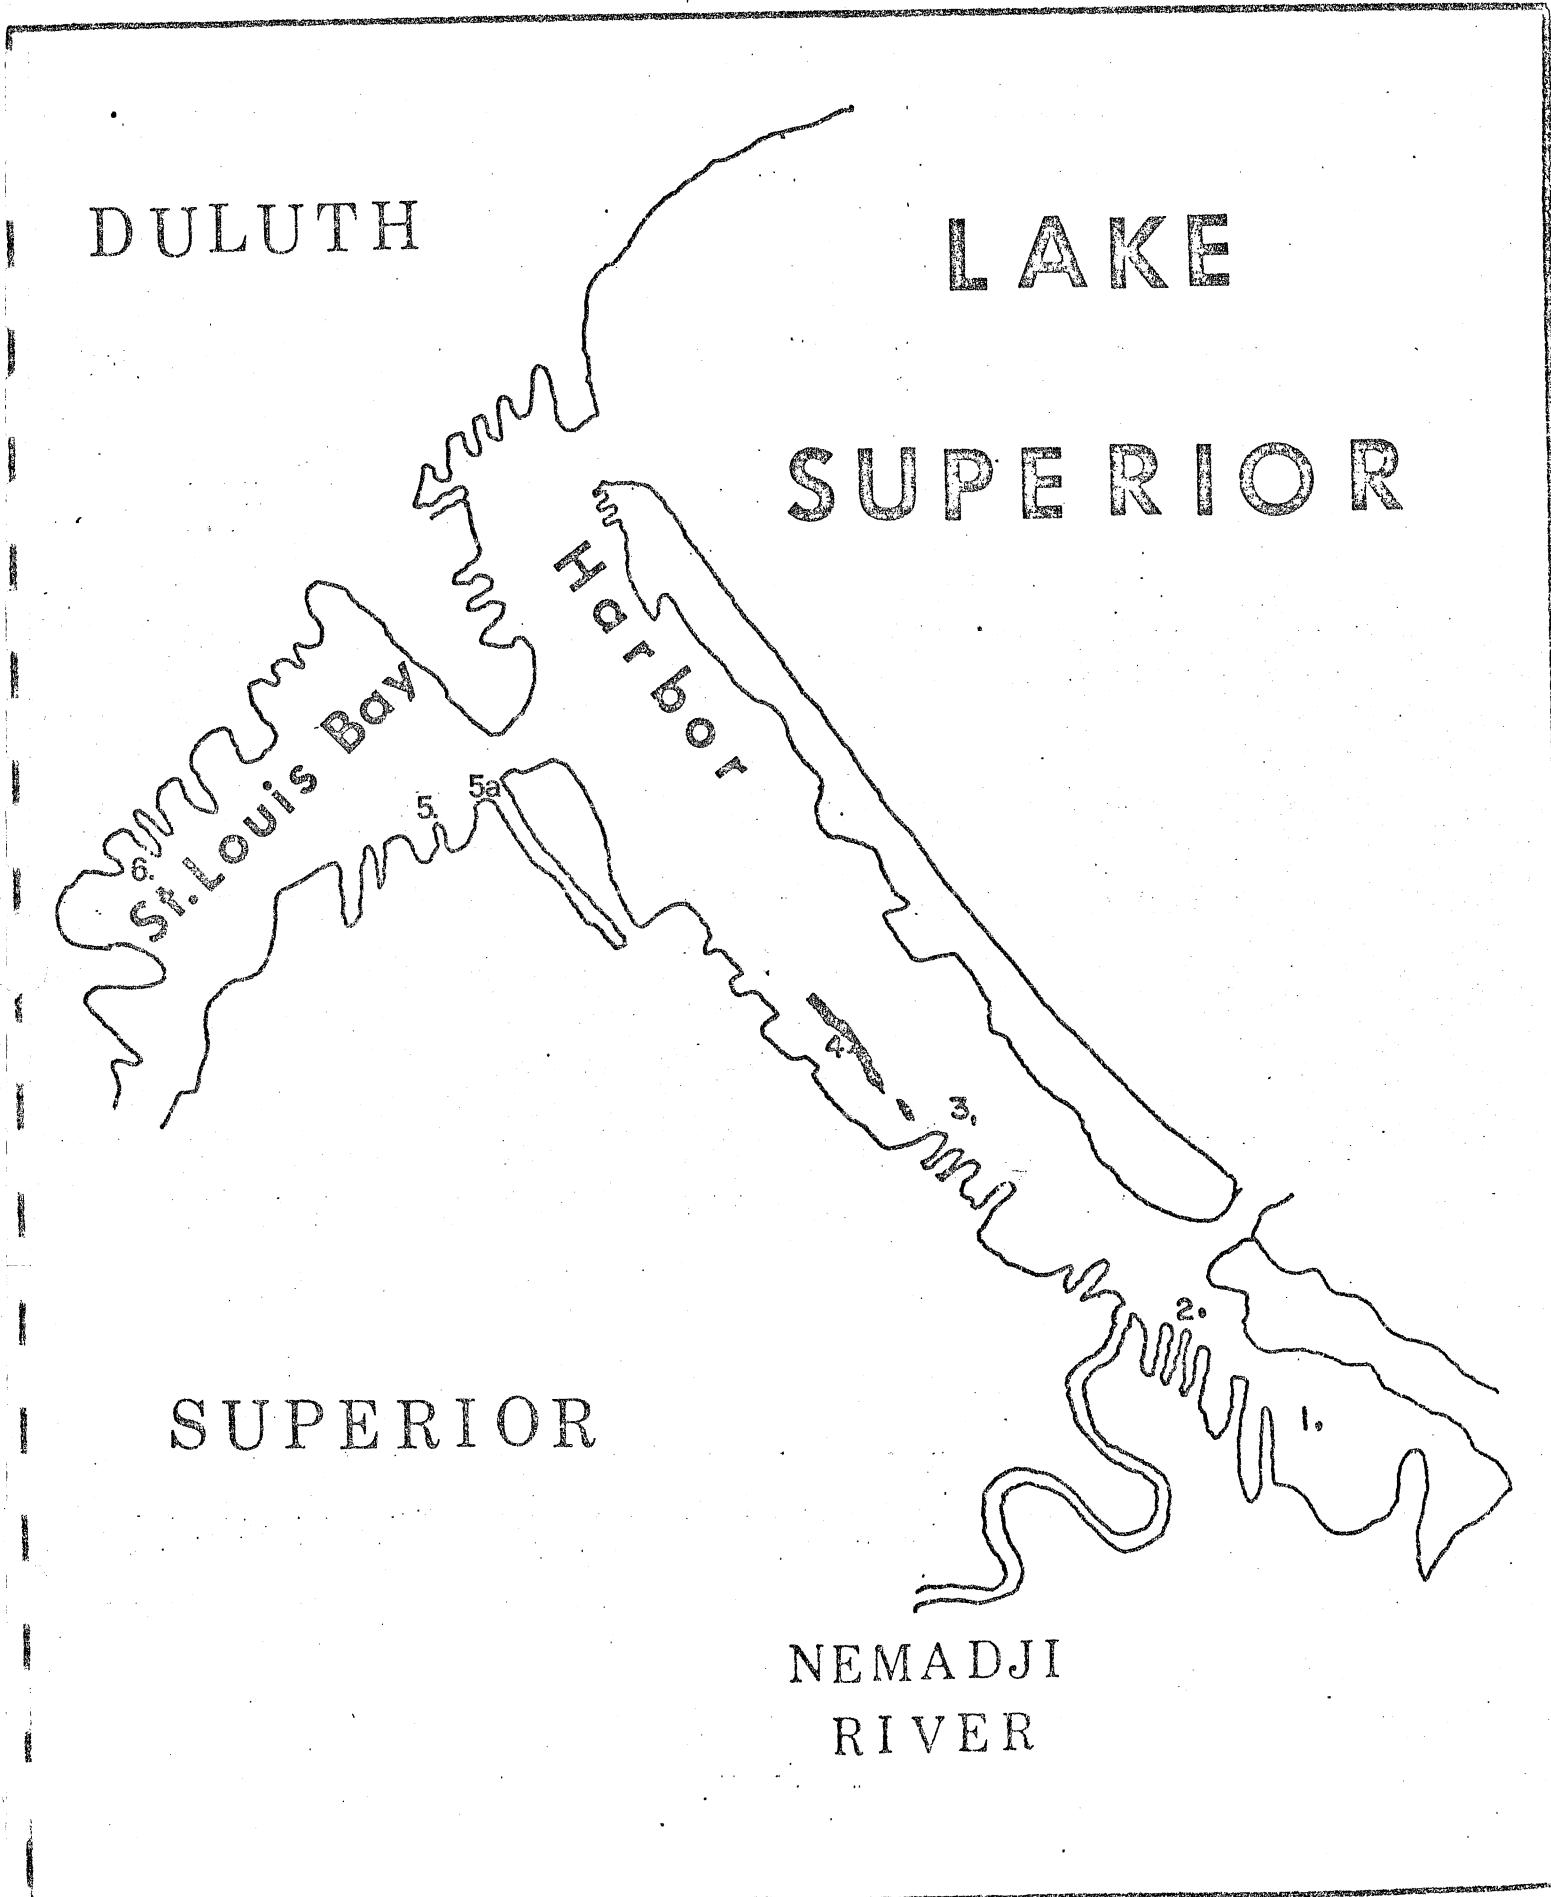 DULUTH
LAKE
SUPERIOR
Harbor
St. Louis Bay
5a
5.
6.
4.
3.
2.
1.
SUPERIOR
NEMADJI
RIVER